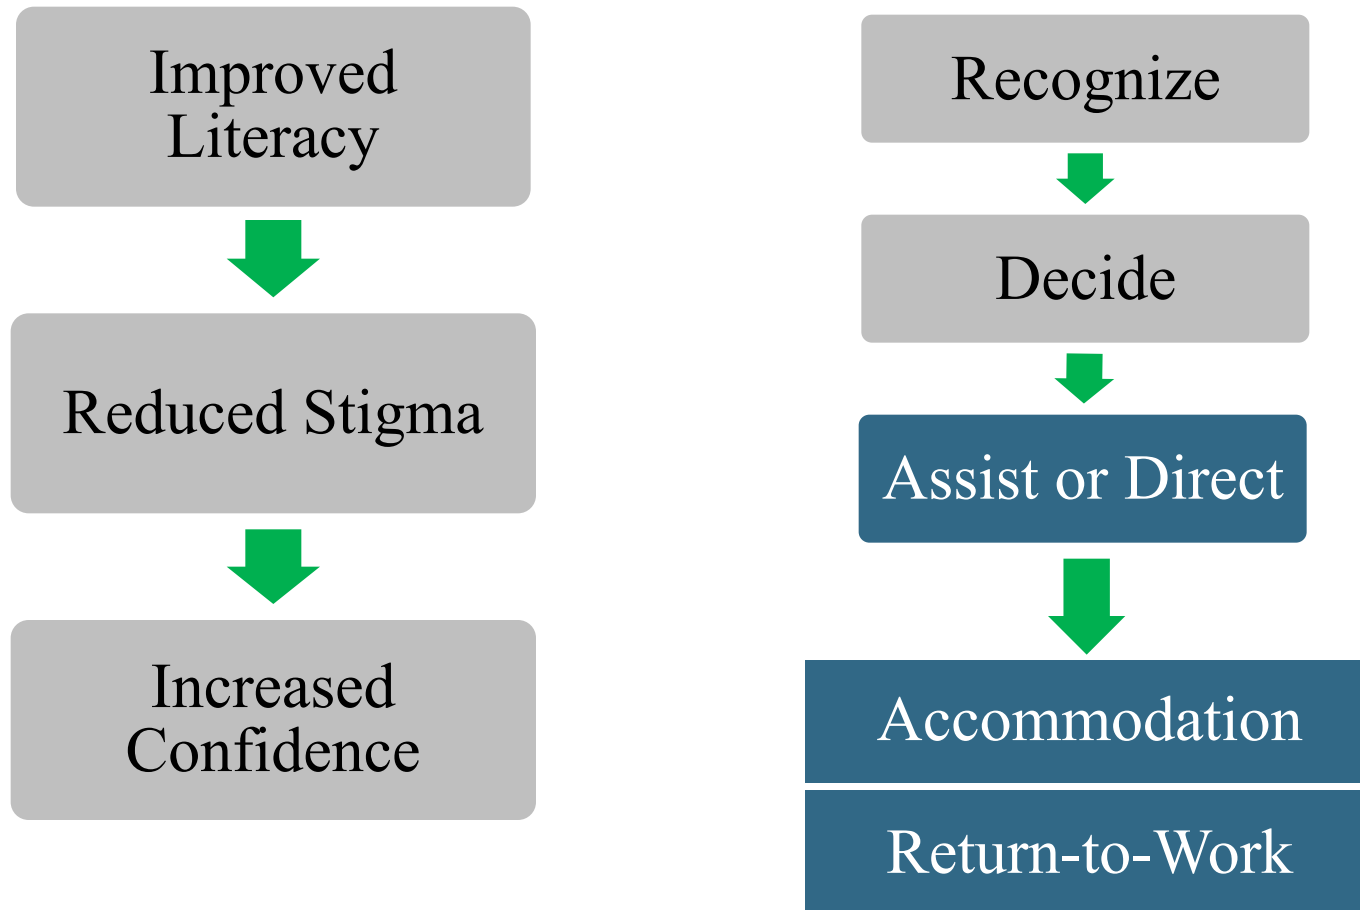 Improved
Literacy
Reduced Stigma
Increased
Confidence
Recognize
Decide
Assist or Direct
Accommodation
Return-to-Work